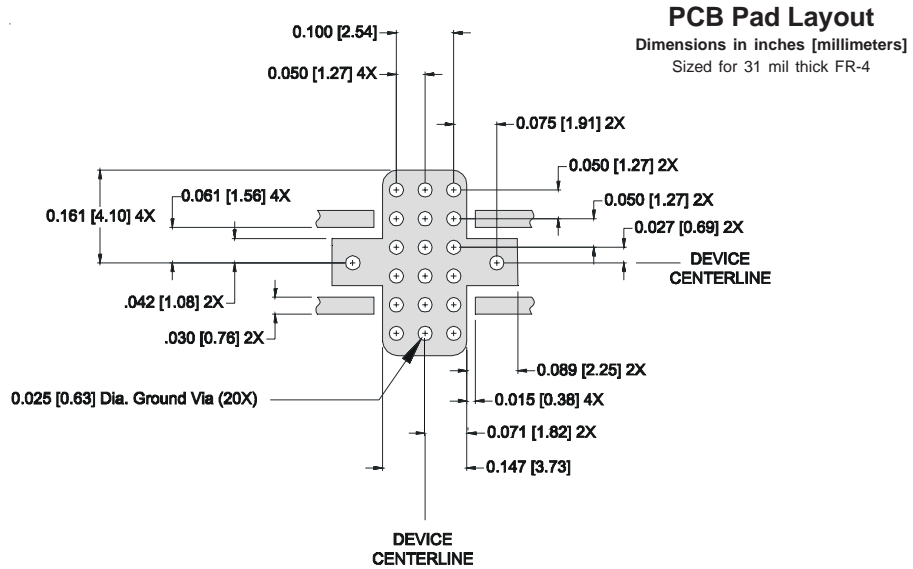 PCB Pad Layout
Dimensions in inches [millimeters]
Sized for 31 mil thick FR-4
0.100 [2.54]
0.050 [1.27] 4X
0.075 [1.91] 2X
0.050 [1.27] 2X
0.061 [1.56] 4X
0.050 [1.27] 2X
0.161 [4.10] 4X
0.027 [0.69] 2X
DEVICE
CENTERLINE
.042 [1.08] 2X
.030 [0.76] 2X
0.089 [2.25] 2X
0.025 [0.63] Dia. Ground Via (20X)
0.015 [0.38] 4X
0.071 [1.82] 2X
0.147 [3.73]
DEVICE
CENTERLINE